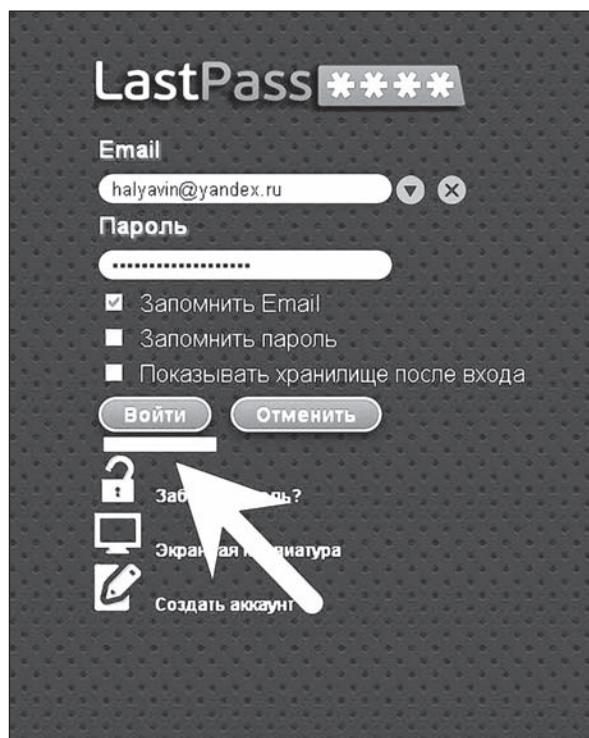 LastPass ****
Email
halyavin@yandex.ru
Пароль
Запомнить Email
Запомнить пароль
Показывать хранилище после входа
Войти Отменить
Создать аккаунт